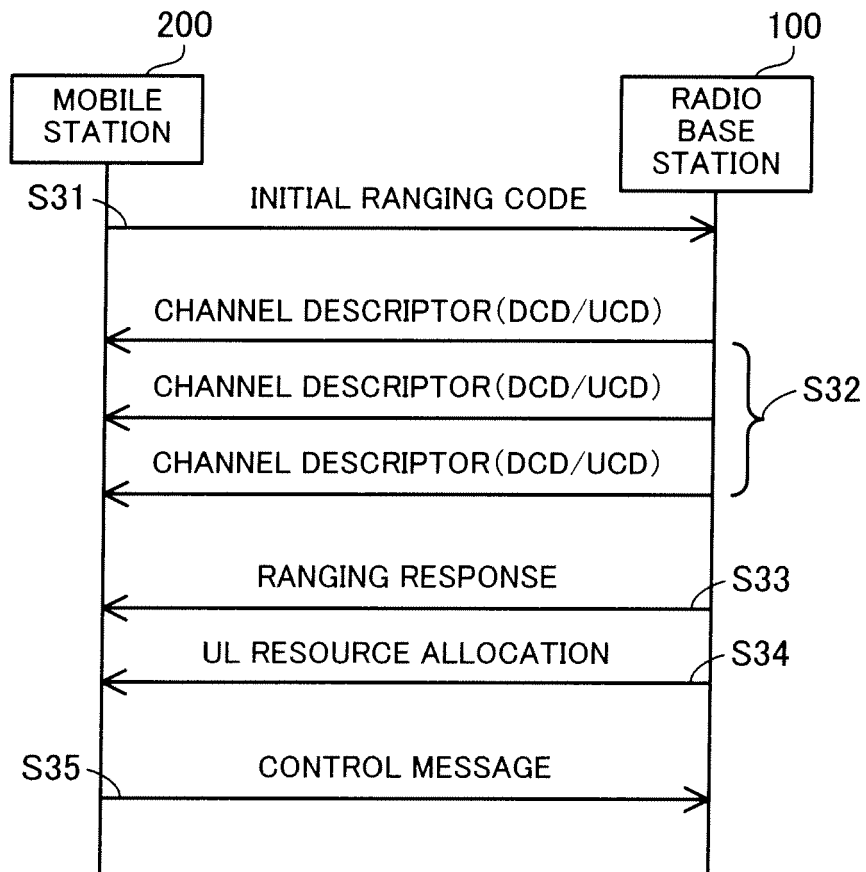 200
100
MOBILE
STATION
RADIO
BASE
STATION
S31
INITIAL RANGING CODE
CHANNEL DESCRIPTOR(DCD/UCD)
CHANNEL DESCRIPTOR(DCD/UCD)
S32
CHANNEL DESCRIPTOR(DCD/UCD)
RANGING RESPONSE
S33
UL RESOURCE ALLOCATION
S34
S35
CONTROL MESSAGE